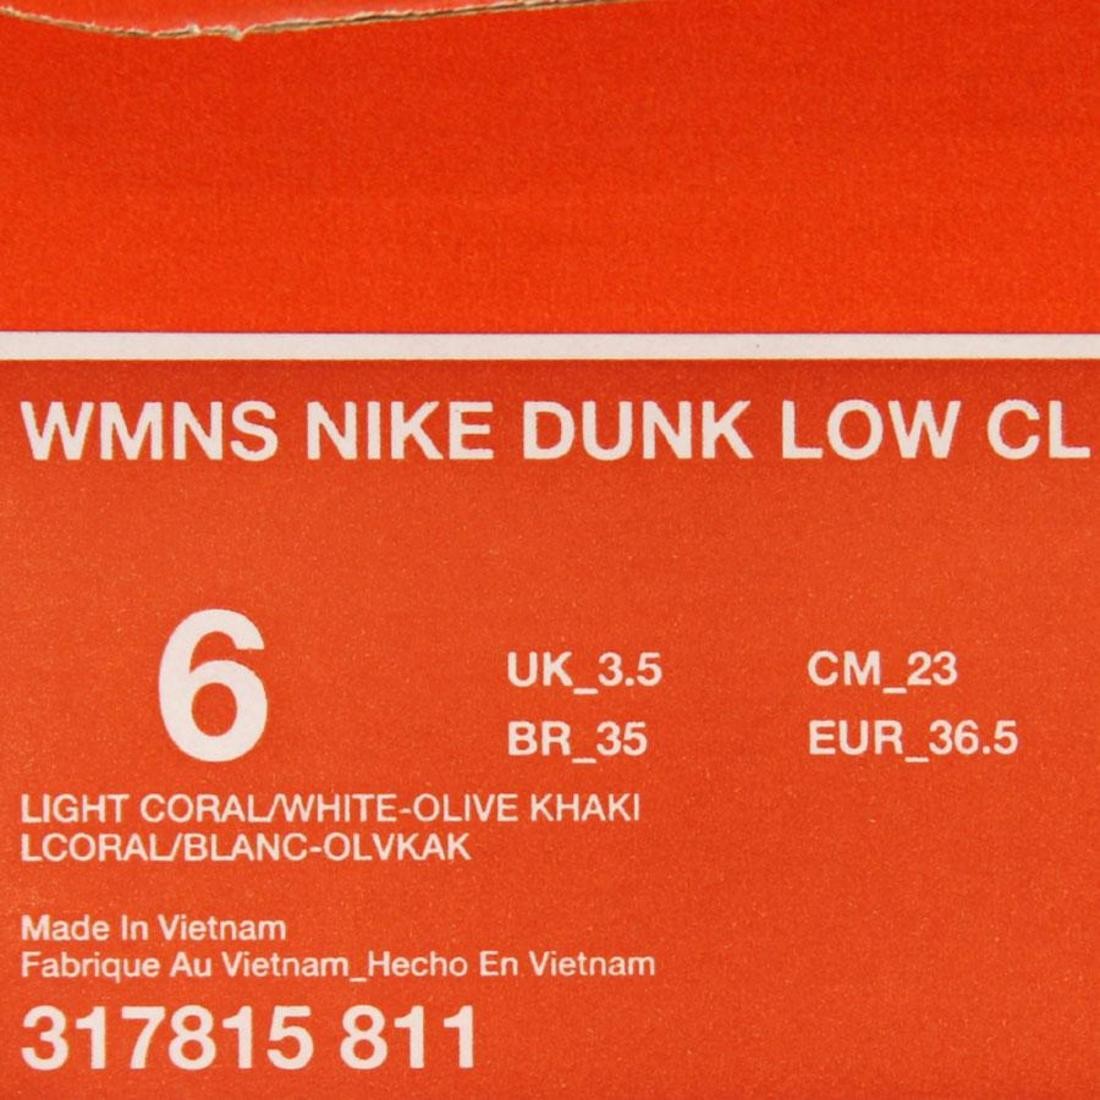 WMNS NIKE DUNK LOW CL
6
UK_3.5 CM_23
BR_35 EUR_36.5
LIGHT CORAL/WHITE-OLIVE KHAKI
LCORAL/BLANC-OLVKAK
Made In Vietnam
Fabrique Au Vietnam_Hecho En Vietnam
317815 811